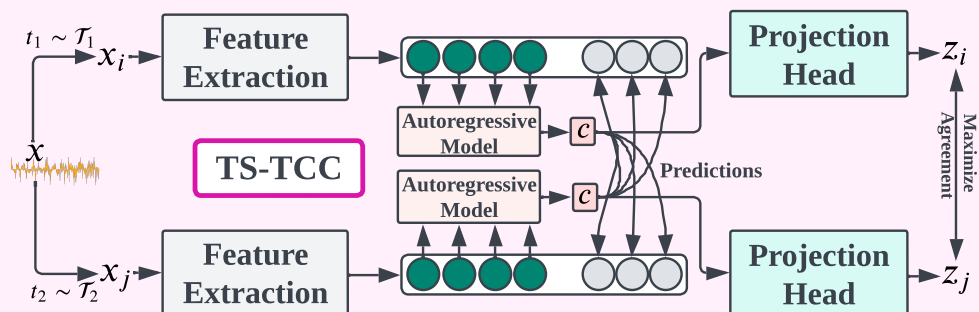 t₁ ~ 𝒯₁
xᵢ
Feature
Extraction
Projection
Head
zᵢ
Autoregressive
Model
c
x
TS-TCC
Predictions
Maximize
Agreement
Autoregressive
Model
c
t₂ ~ 𝒯₂
xⱼ
Feature
Extraction
Projection
Head
zⱼ